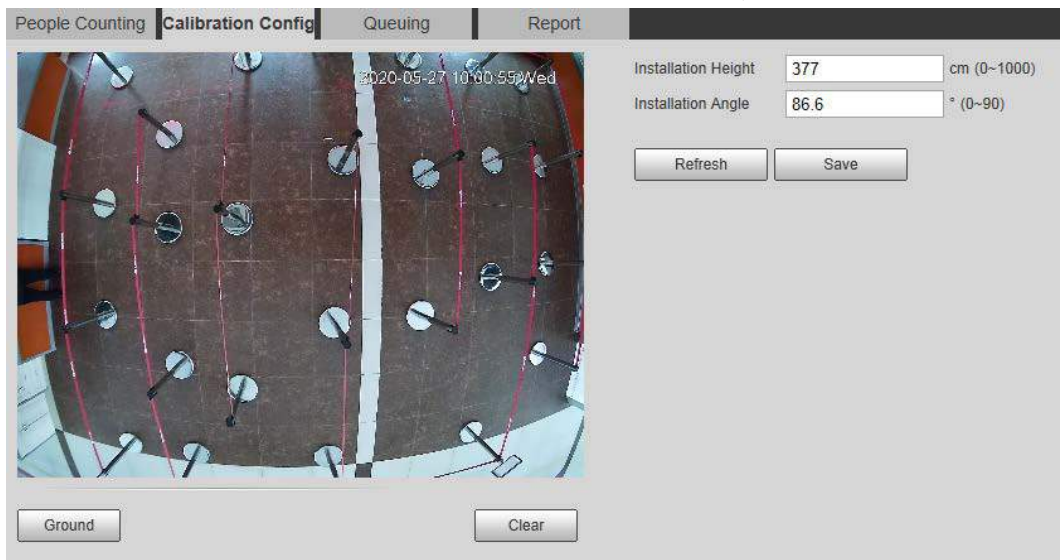 People Counting Calibration Config Queuing Report
2020-05-27 10:00:55 Wed
Installation Height 377 cm (0~1000)
Installation Angle 86.6 ° (0~90)
Refresh Save
Ground Clear